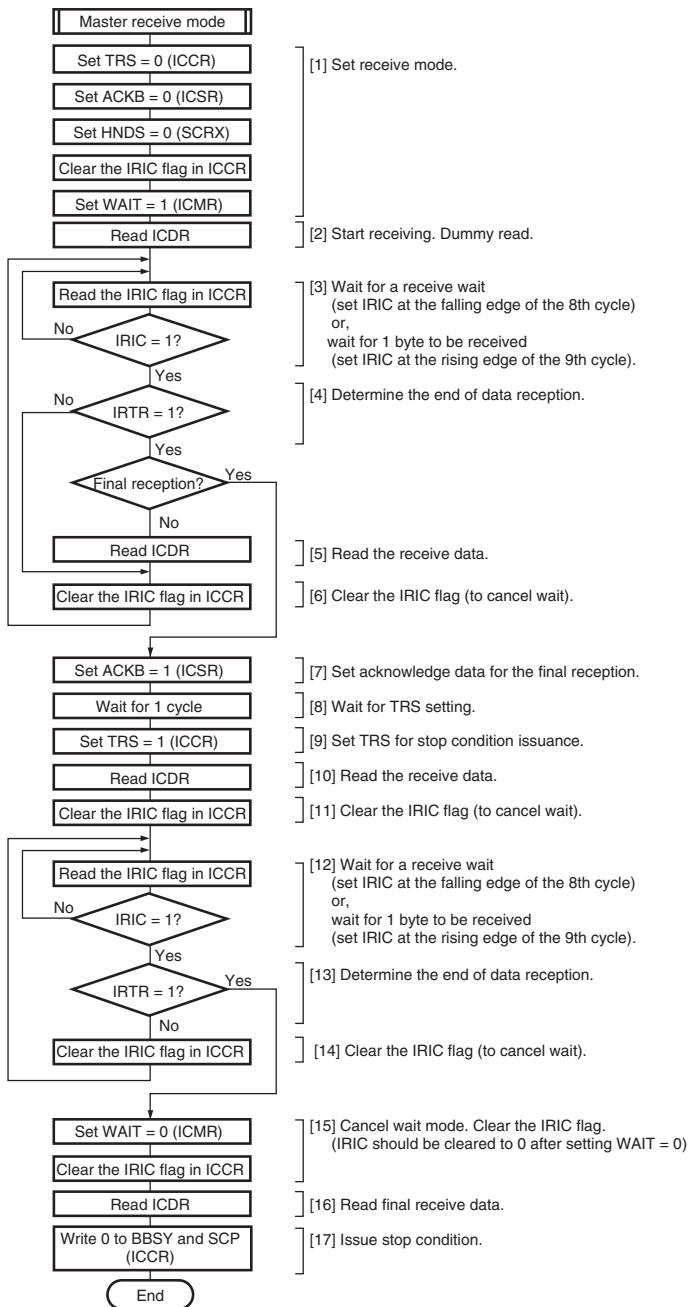 Master receive mode
Set TRS = 0 (ICCR)
[1] Set receive mode.
Set ACKB = 0 (ICSR)
Set HNDS = 0 (SCRX)
Clear the IRIC flag in ICCR
Set WAIT = 1 (ICMR)
Read ICDR
[2] Start receiving. Dummy read.
Read the IRIC flag in ICCR
[3] Wait for a receive wait
(set IRIC at the falling edge of the 8th cycle)
or,
wait for 1 byte to be received
(set IRIC at the rising edge of the 9th cycle).
No
IRIC = 1?
Yes
[4] Determine the end of data reception.
No
IRTR = 1?
Yes
Final reception?
Yes
No
Read ICDR
[5] Read the receive data.
Clear the IRIC flag in ICCR
[6] Clear the IRIC flag (to cancel wait).
Set ACKB = 1 (ICSR)
[7] Set acknowledge data for the final reception.
Wait for 1 cycle
[8] Wait for TRS setting.
Set TRS = 1 (ICCR)
[9] Set TRS for stop condition issuance.
Read ICDR
[10] Read the receive data.
Clear the IRIC flag in ICCR
[11] Clear the IRIC flag (to cancel wait).
Read the IRIC flag in ICCR
[12] Wait for a receive wait
(set IRIC at the falling edge of the 8th cycle)
or,
wait for 1 byte to be received
(set IRIC at the rising edge of the 9th cycle).
No
IRIC = 1?
Yes
[13] Determine the end of data reception.
IRTR = 1?
Yes
No
Clear the IRIC flag in ICCR
[14] Clear the IRIC flag (to cancel wait).
Set WAIT = 0 (ICMR)
[15] Cancel wait mode. Clear the IRIC flag.
(IRIC should be cleared to 0 after setting WAIT = 0)
Clear the IRIC flag in ICCR
Read ICDR
[16] Read final receive data.
Write 0 to BBSY and SCP
(ICCR)
[17] Issue stop condition.
End